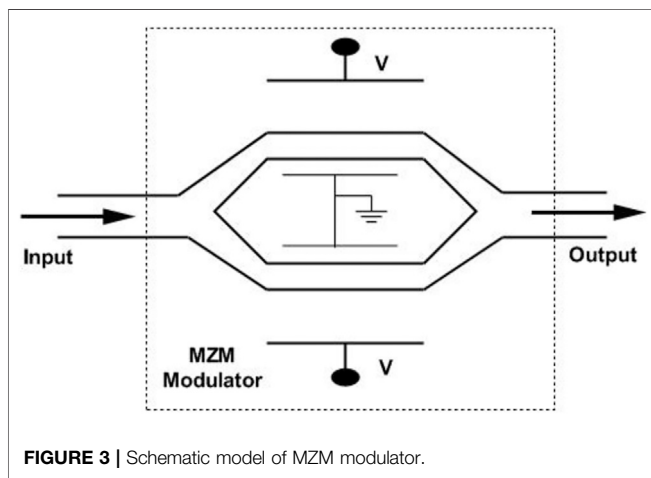 V
Input
Output
MZM
Modulator
V
FIGURE 3 | Schematic model of MZM modulator.